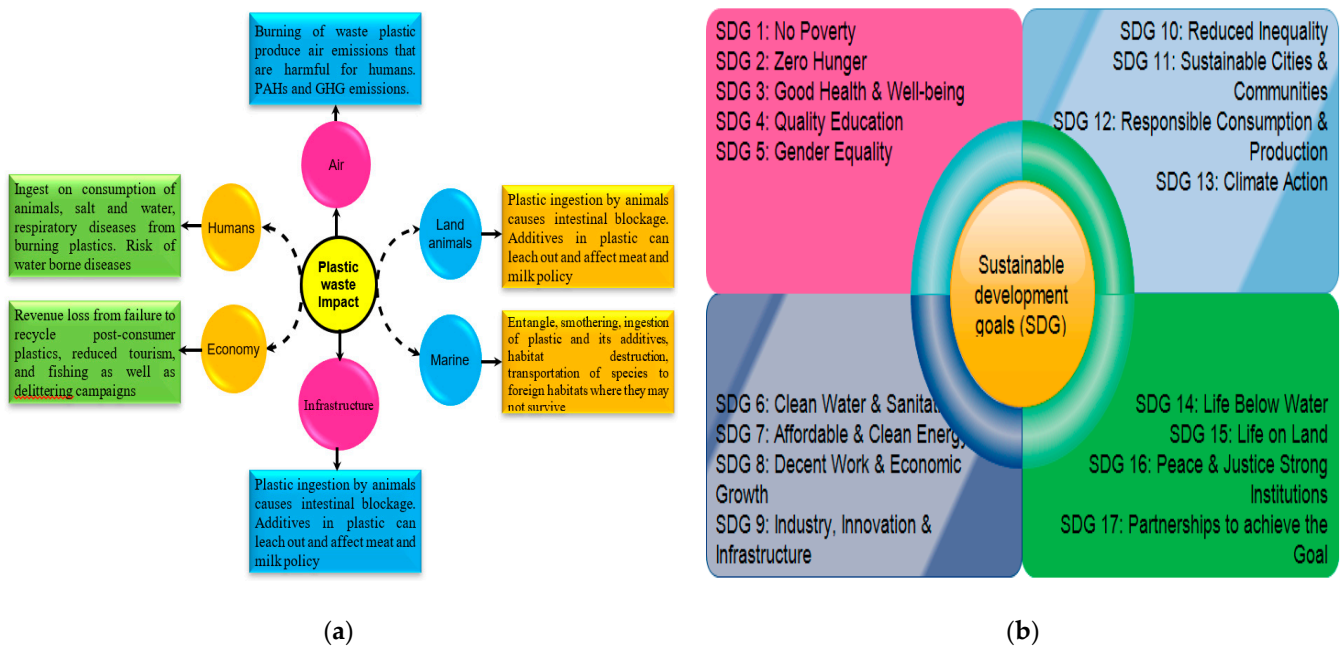 Burning of waste plastic
produce air emissions that
are harmful for humans.
PAHs and GHG emissions.
Air
Ingest on consumption of
animals, salt and water,
respiratory diseases from
burning plastics. Risk of
water borne diseases
Humans
Land
animals
Plastic ingestion by animals
causes intestinal blockage.
Additives in plastic can
leach out and affect meat and
milk policy
Plastic
waste
Impact
Revenue loss from failure to
recycle post-consumer
plastics, reduced tourism,
and fishing as well as
delittering campaigns
Economy
Marine
Entangle, smothering, ingestion
of plastic and its additives,
habitat destruction,
transportation of species to
foreign habitats where they may
not survive
Infrastructure
Plastic ingestion by animals
causes intestinal blockage.
Additives in plastic can
leach out and affect meat and
milk policy
(a)
SDG 1: No Poverty
SDG 2: Zero Hunger
SDG 3: Good Health & Well-being
SDG 4: Quality Education
SDG 5: Gender Equality
SDG 10: Reduced Inequality
SDG 11: Sustainable Cities &
Communities
SDG 12: Responsible Consumption &
Production
SDG 13: Climate Action
Sustainable
development
goals (SDG)
SDG 6: Clean Water & Sanitati
SDG 7: Affordable & Clean Energy
SDG 8: Decent Work & Economic
Growth
SDG 9: Industry, Innovation &
Infrastructure
SDG 14: Life Below Water
SDG 15: Life on Land
SDG 16: Peace & Justice Strong
Institutions
SDG 17: Partnerships to achieve the
Goal
(b)